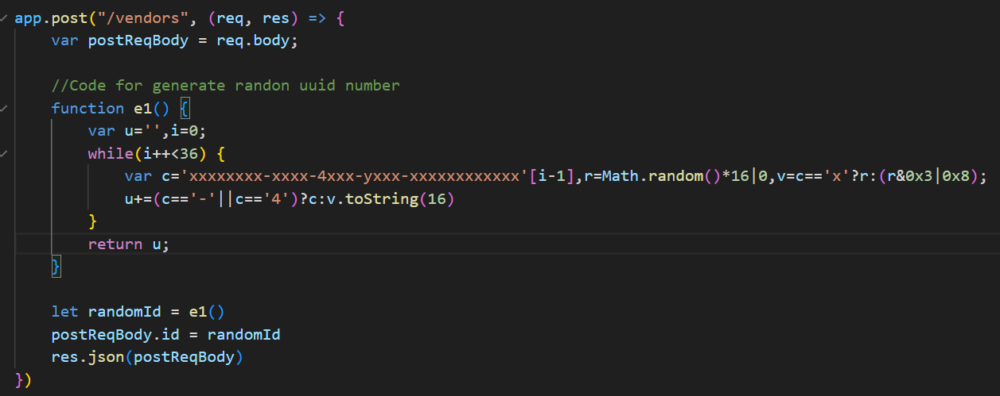 app.post("/vendors", (req, res) => {
    var postReqBody = req.body;

    //Code for generate randon uuid number
    function e1() {
        var u='',i=0;
        while(i++<36) {
            var c='xxxxxxxx-xxxx-4xxx-yxxx-xxxxxxxxxxxx'[i-1],r=Math.random()*16|0,v=c=='x'?r:(r&0x3|0x8);
            u+=(c=='-'||c=='4')?c:v.toString(16)
        }
        return u;
    }

    let randomId = e1()
    postReqBody.id = randomId
    res.json(postReqBody)
})